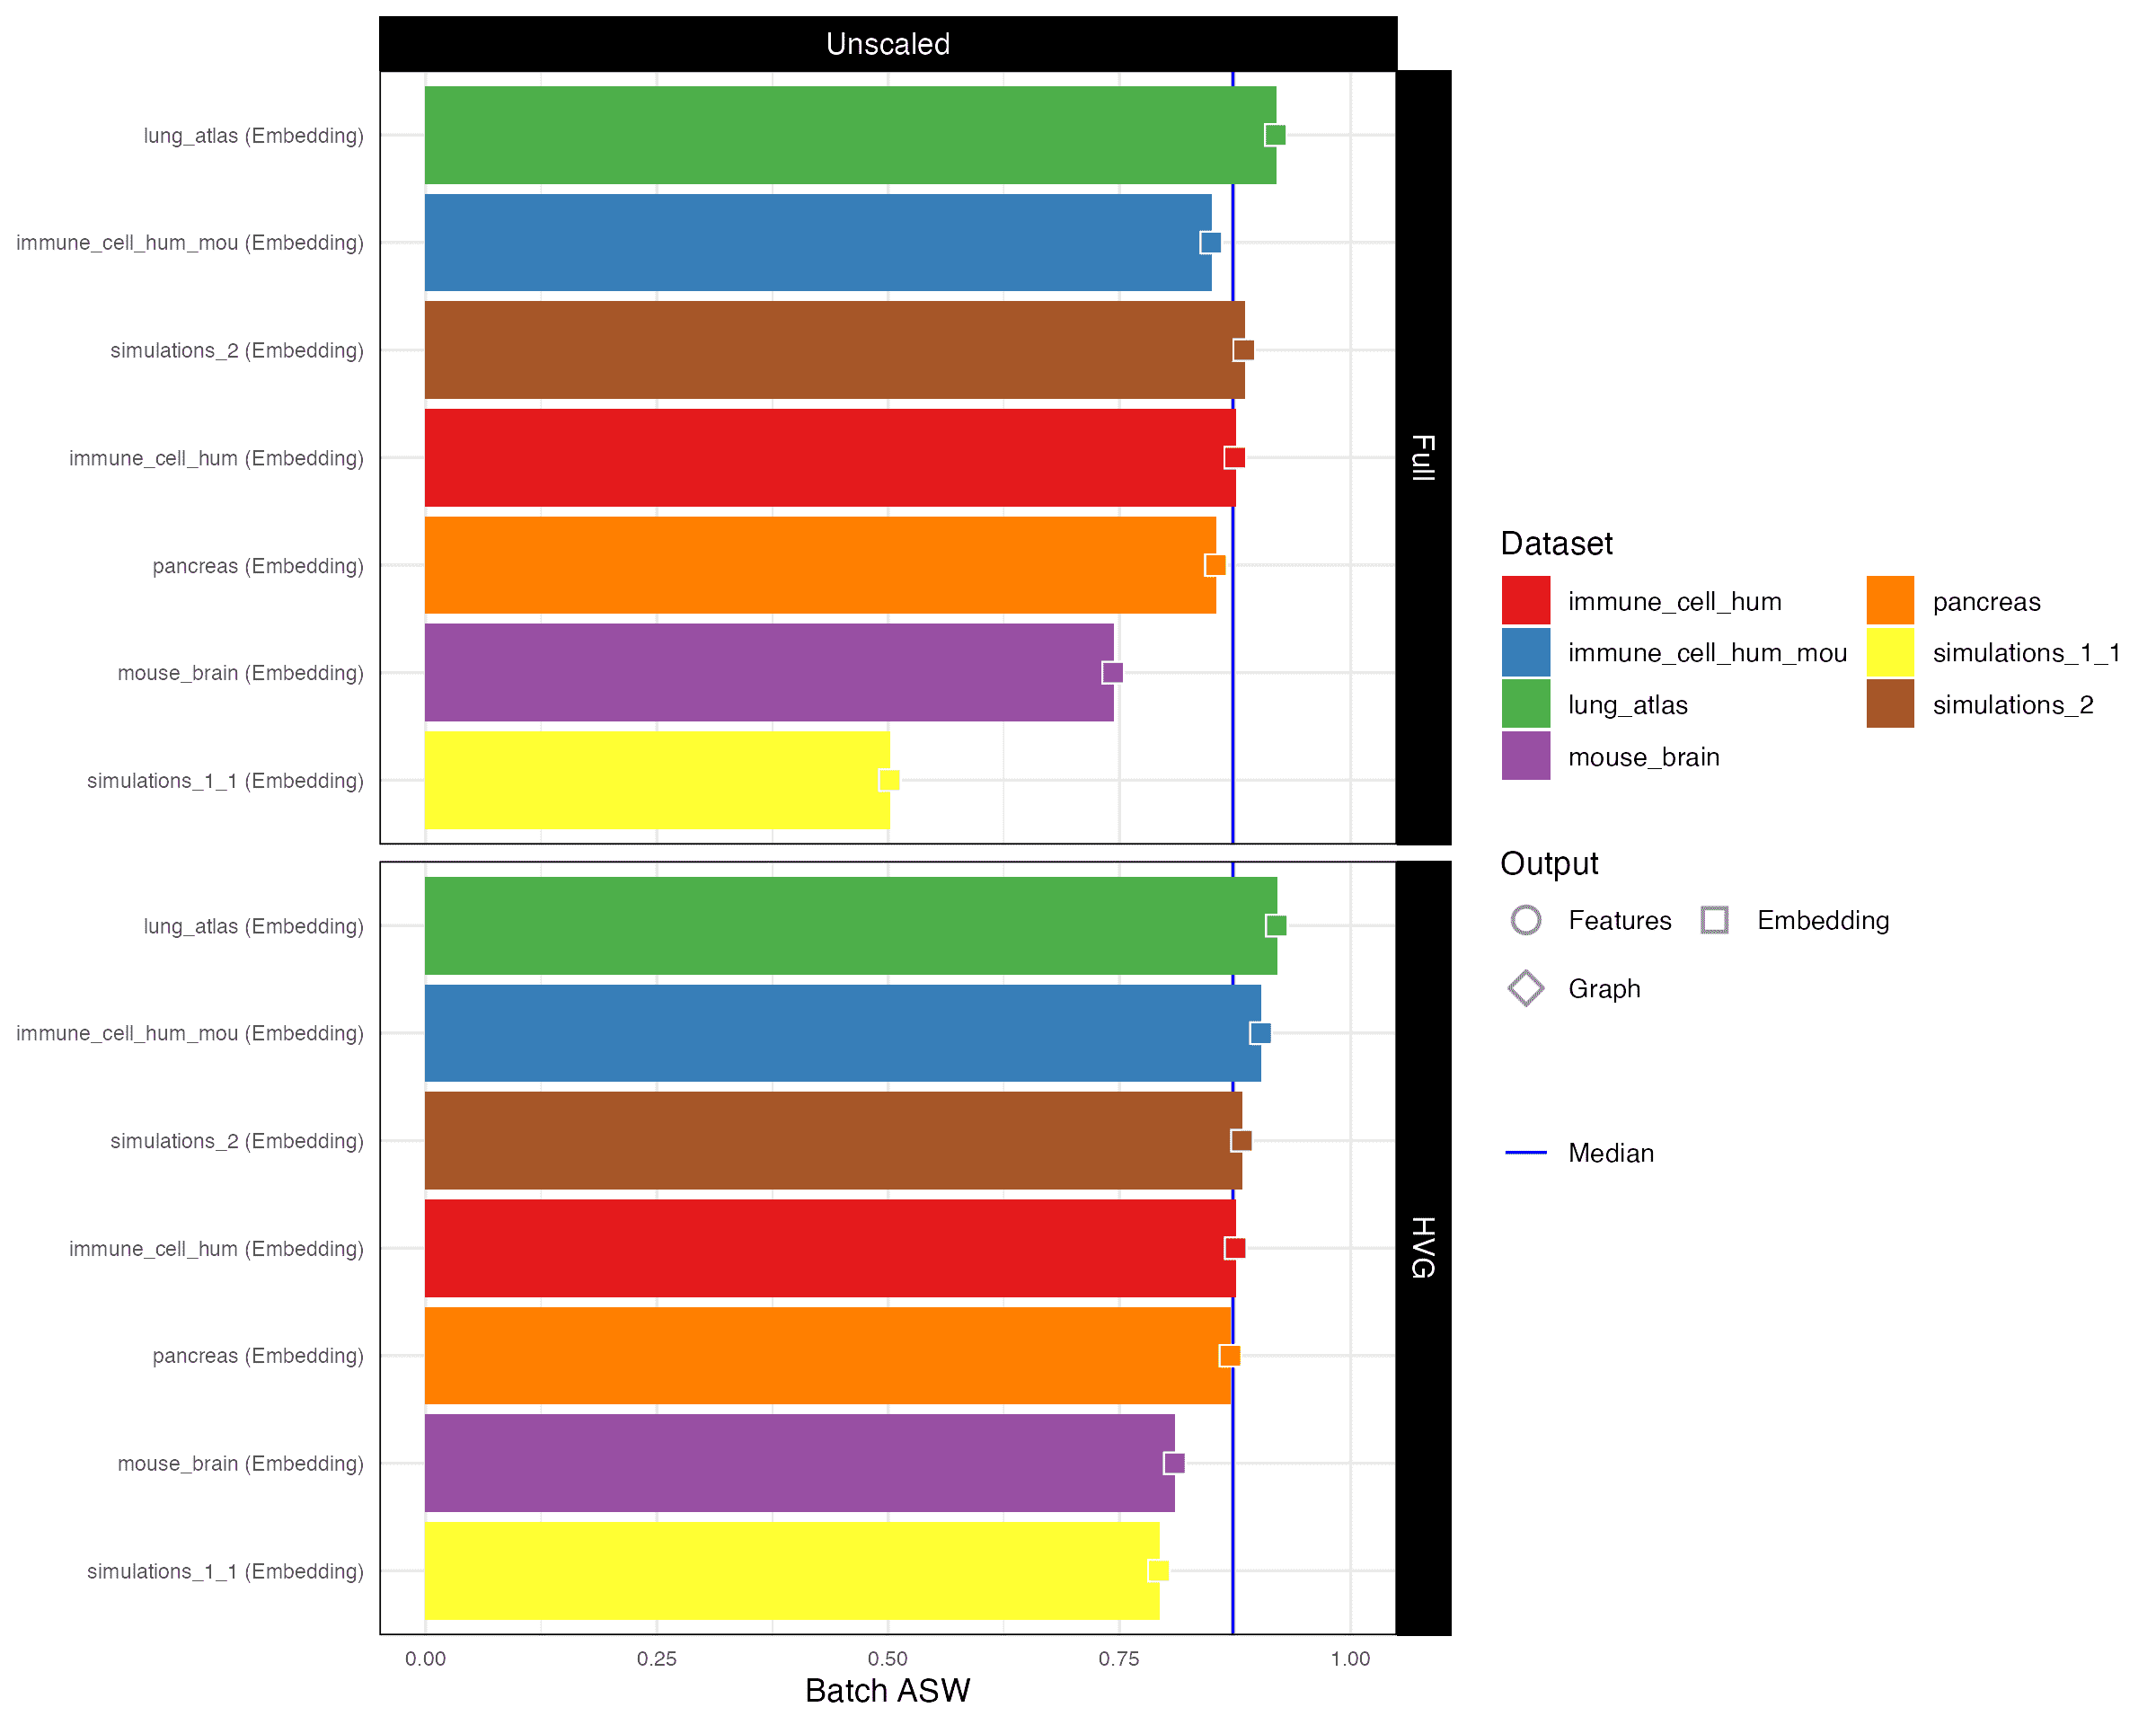 Unscaled
lung_atlas (Embedding)
immune_cell_hum_mou (Embedding)
simulations_2 (Embedding)
immune_cell_hum (Embedding)
pancreas (Embedding)
mouse_brain (Embedding)
simulations_1_1 (Embedding)
Full
lung_atlas (Embedding)
immune_cell_hum_mou (Embedding)
simulations_2 (Embedding)
immune_cell_hum (Embedding)
pancreas (Embedding)
mouse_brain (Embedding)
simulations_1_1 (Embedding)
HVG
0.00 0.25 0.50 0.75 1.00
Batch ASW
Dataset
immune_cell_hum pancreas
immune_cell_hum_mou simulations_1_1
lung_atlas simulations_2
mouse_brain
Output
Features Embedding
Graph
Median